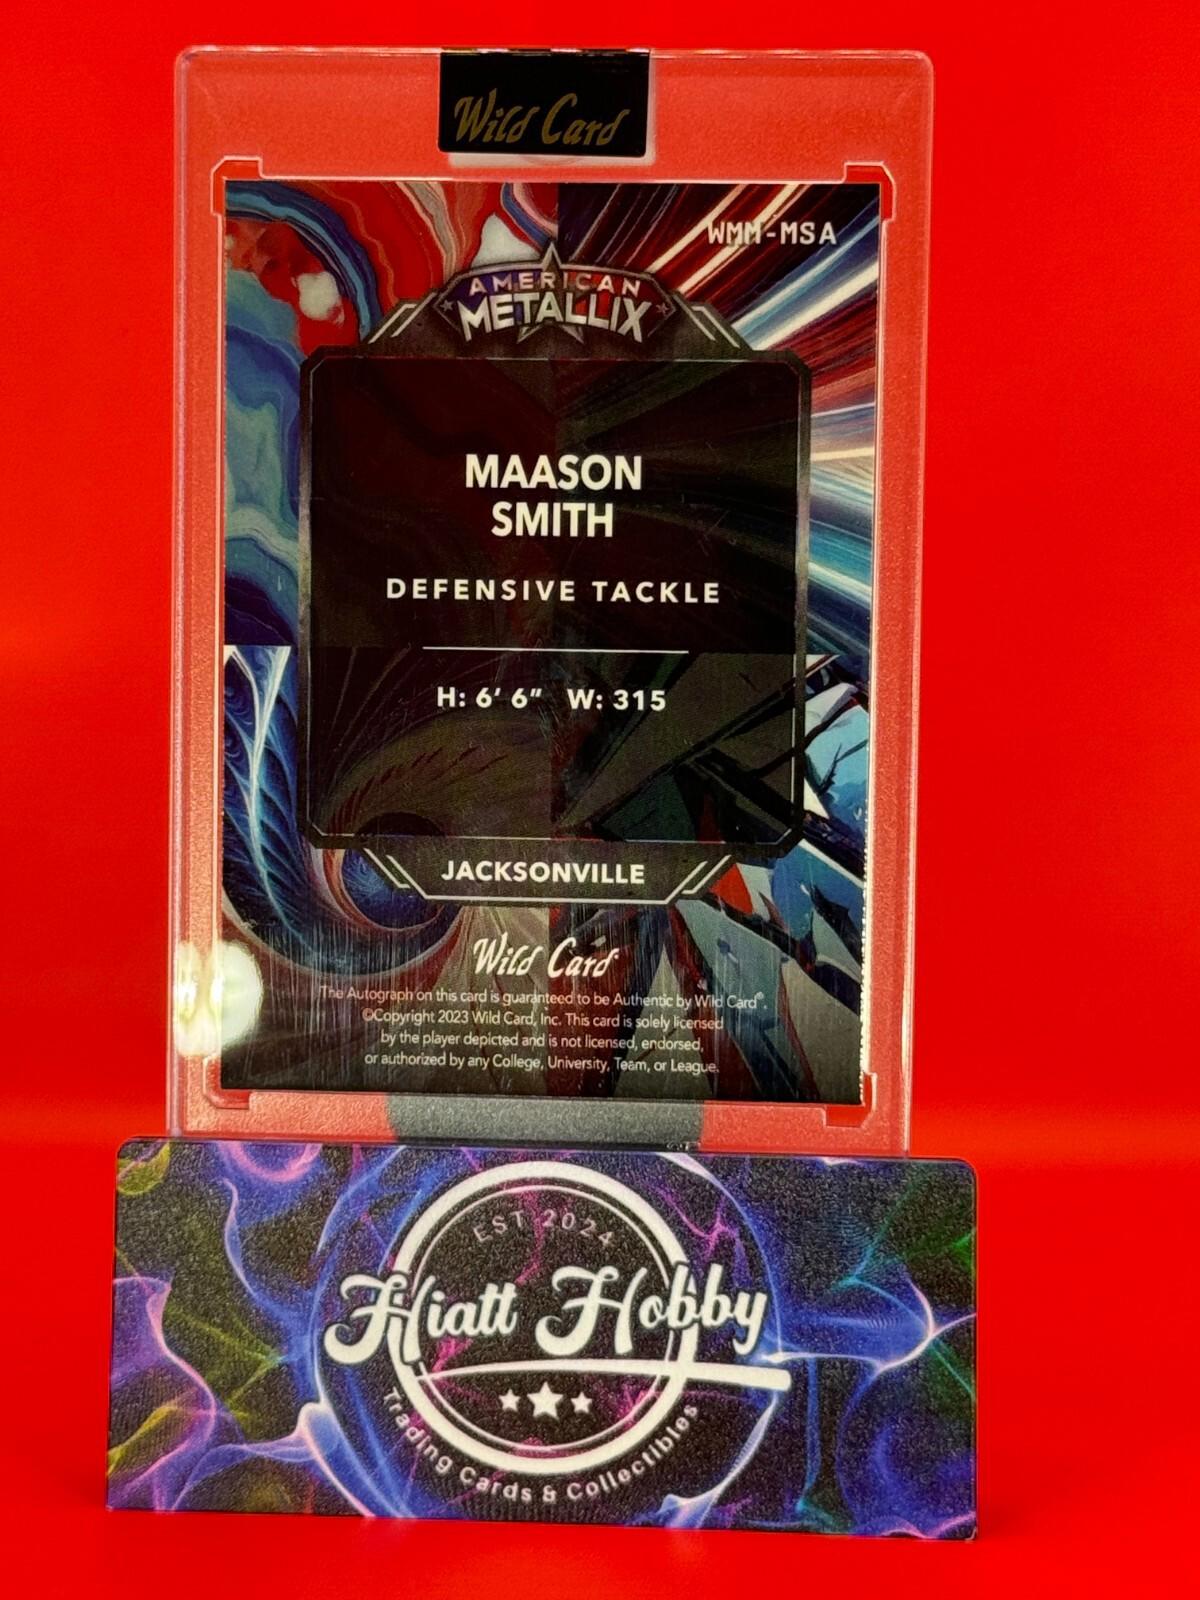 Wild Card
WMM-MSA
AMERICAN
METALLIX
MAASON
SMITH
DEFENSIVE TACKLE
H: 6' 6" W: 315
JACKSONVILLE
Wild Card
The Autograph on this card is guaranteed to be Authentic by Wild Card®.
©Copyright 2023 Wild Card, Inc. This card is solely licensed
by the player depicted and is not licensed, endorsed,
or authorized by any College, University, Team, or League.
EST 2024
Hiatt Hobby
Trading Cards & Collectibles